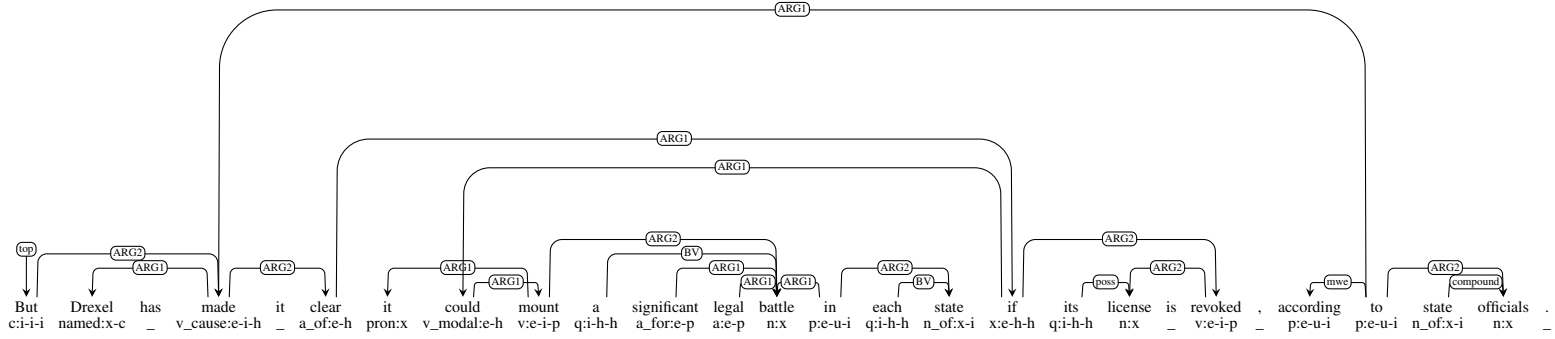 ARG1
ARG1
ARG1
top ARG2 ARG2 ARG2
BV
ARG1 ARG2 ARG1 ARG1 ARG2 ARG2 ARG2
ARG1 ARG1 ARG1 BV poss mwe compound
But Drexel has made it clear it could mount a significant legal battle in each state if its license is revoked , according to state officials .
c:i-i-i named:x-c _ v_cause:e-i-h _ a_of:e-h pron:x v_modal:e-h v:e-i-p q:i-h-h a_for:e-p a:e-p n:x p:e-u-i q:i-h-h n_of:x-i x:e-h-h q:i-h-h n:x _ v:e-i-p _ p:e-u-i p:e-u-i n_of:x-i n:x _